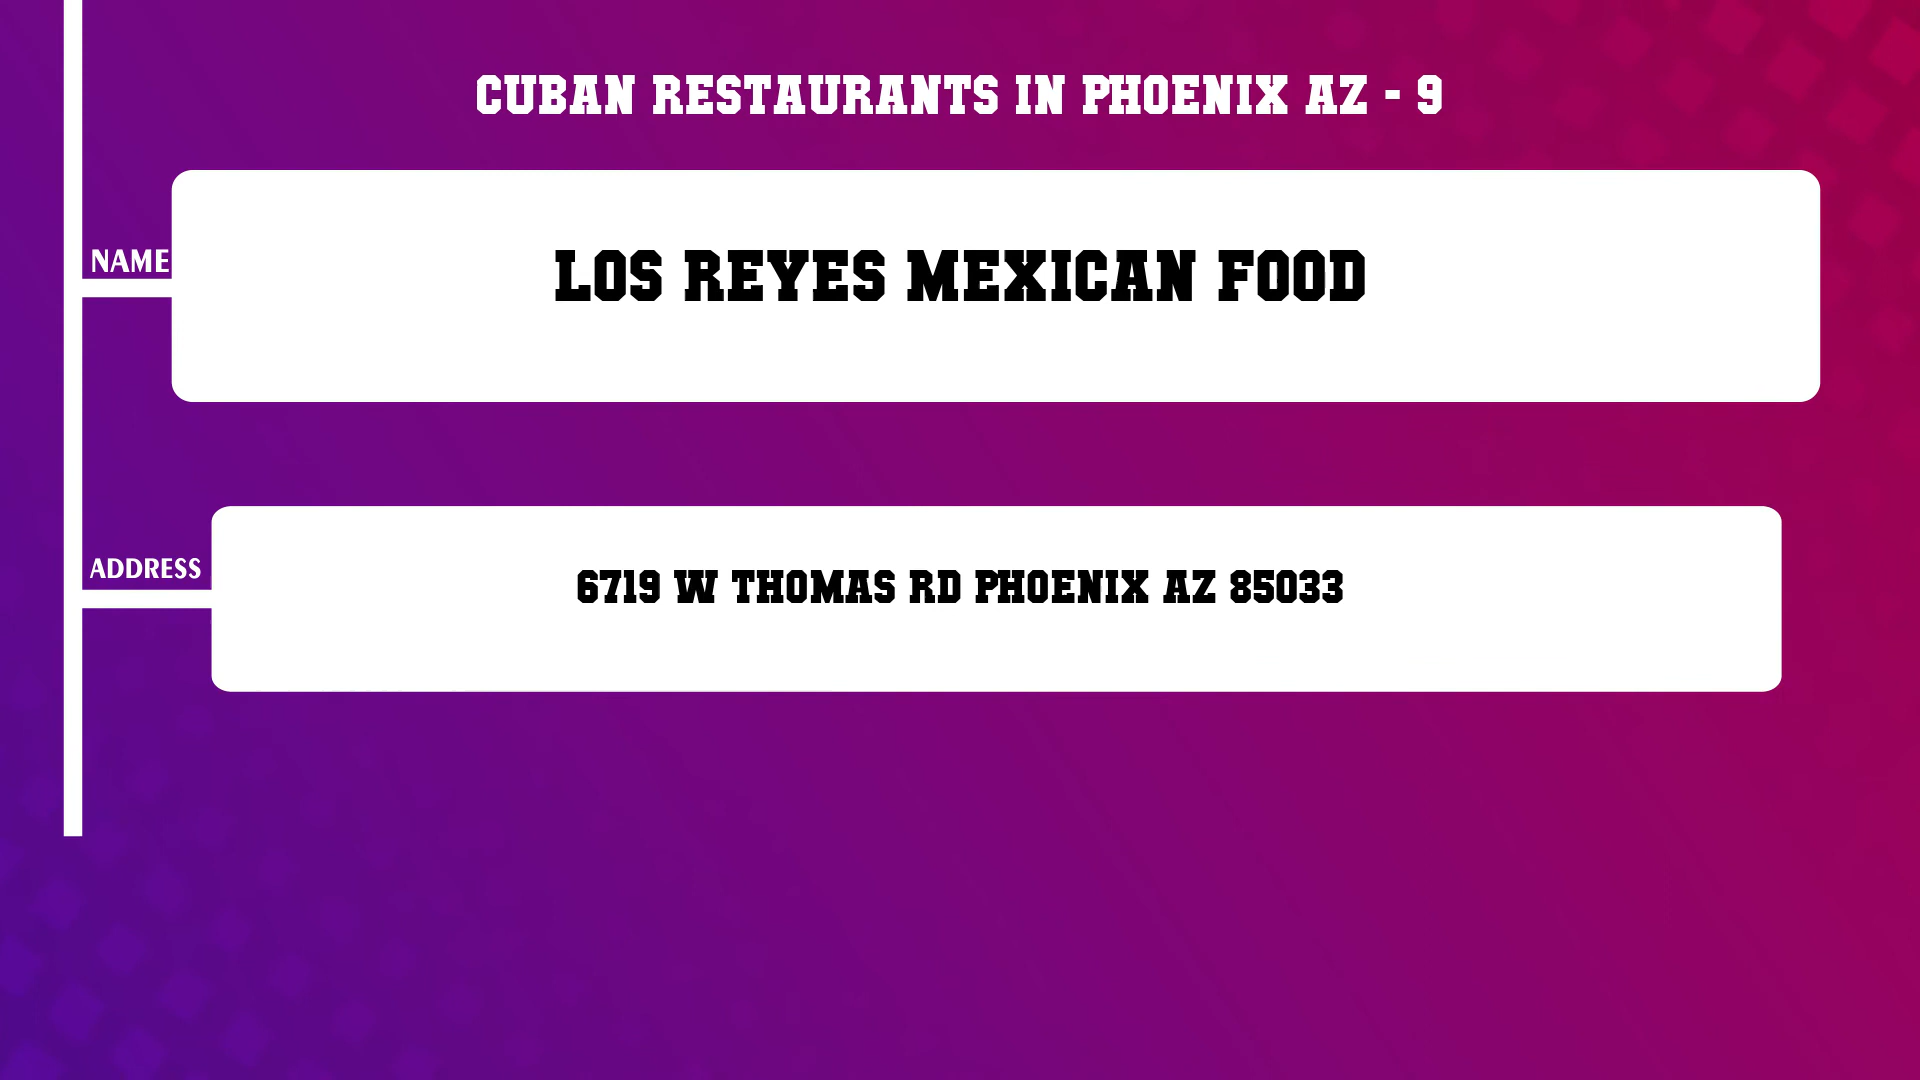 CUBAN RESTAURANTS IN PHOENIX AZ - 9
NAME
LOS REYES MEXICAN FOOD
ADDRESS
6719 W THOMAS RD PHOENIX AZ 85033